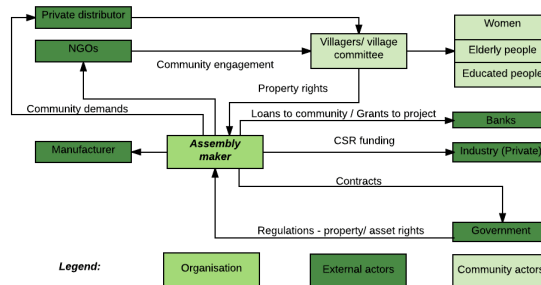 Private distributor
Women
Villagers/ village
committee
NGOs
Elderly people
Community engagement
Educated people
Property rights
Community demands
Loans to community / Grants to project
Banks
Assembly
maker
CSR funding
Manufacturer
Industry (Private)
Contracts
Regulations - property/ asset rights
Government
Legend:
Organisation
External actors
Community actors